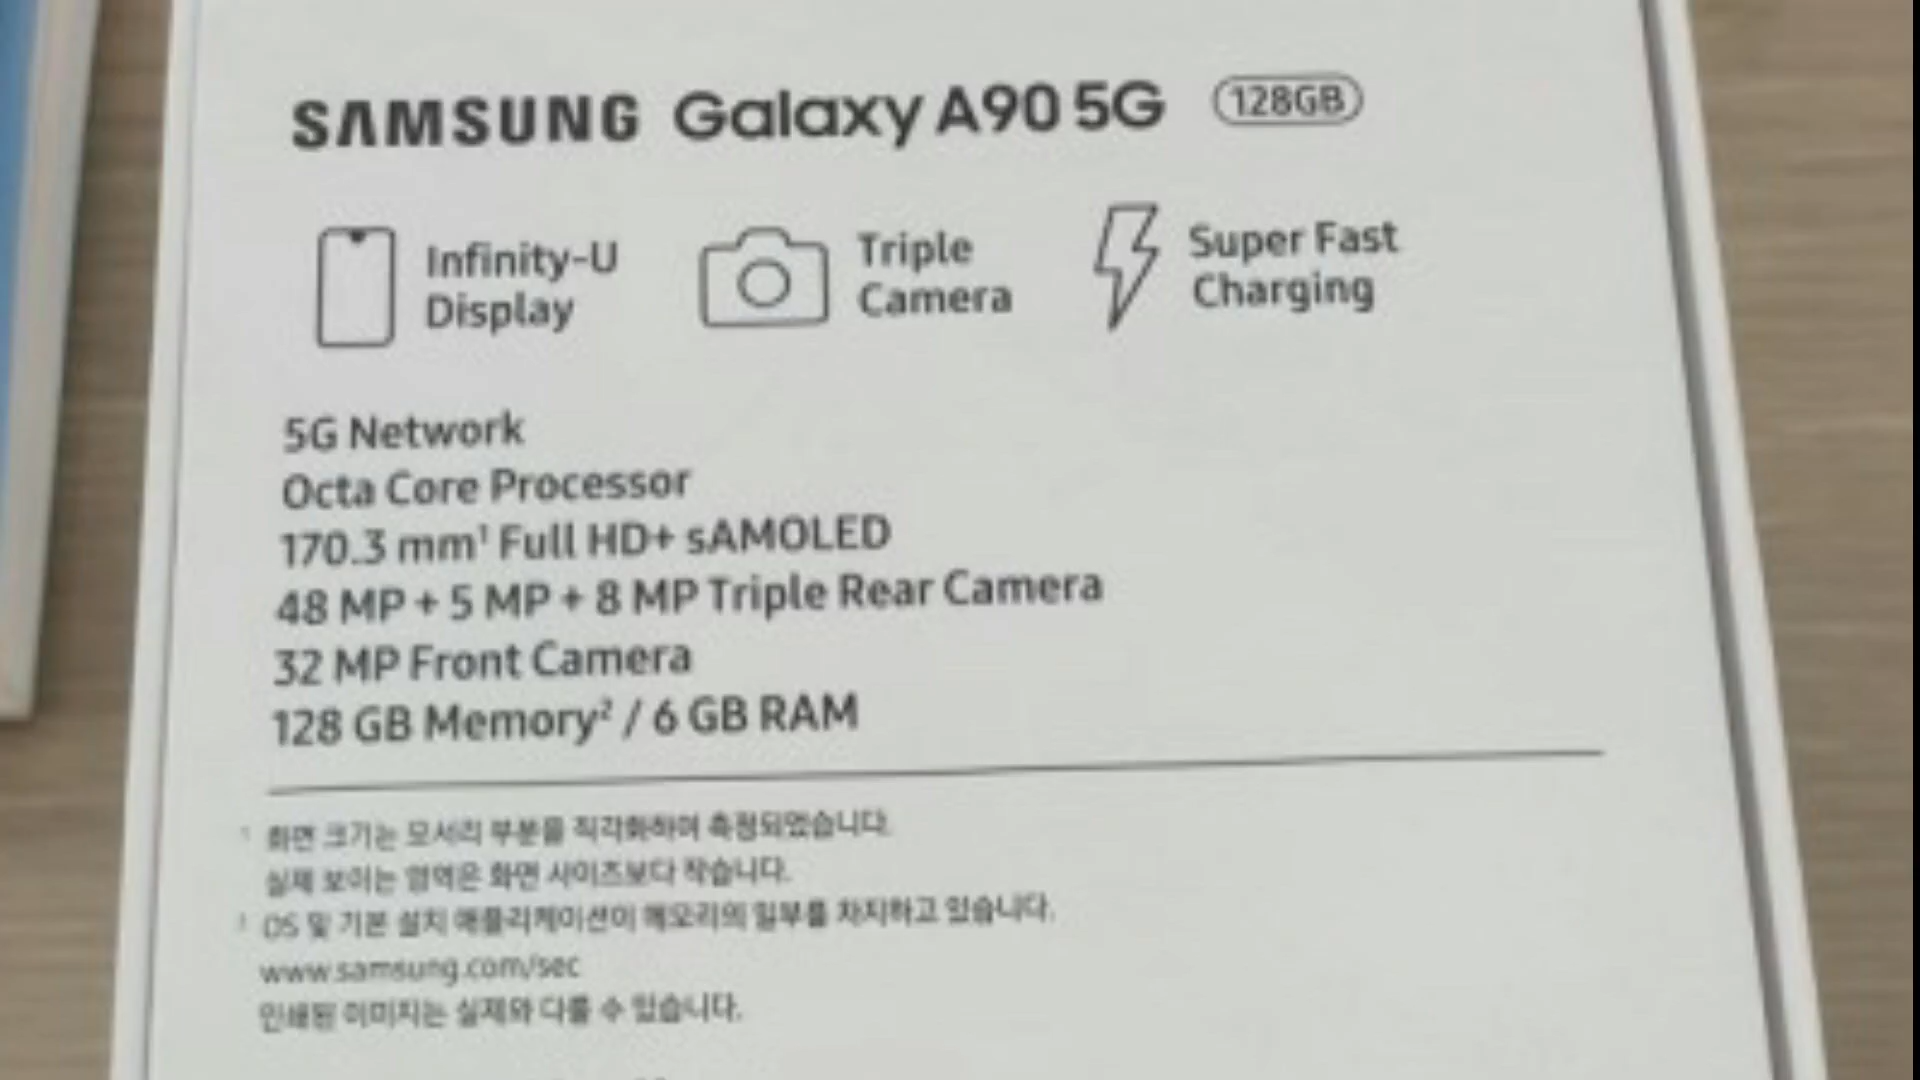 SAMSUNG Galaxy A90 5G 128GB
Infinity-U Display
Triple Camera
Super Fast Charging
5G Network
Octa Core Processor
170.3 mm¹ Full HD+ sAMOLED
48 MP + 5 MP + 8 MP Triple Rear Camera
32 MP Front Camera
128 GB Memory² / 6 GB RAM
¹ 화면 크기는 모서리 부분을 직각화하여 측정되었습니다.
실제 보이는 영역은 화면 사이즈보다 작습니다.
² OS 및 기본 설치 애플리케이션이 메모리의 일부를 차지하고 있습니다.
www.samsung.com/sec
인쇄된 이미지는 실제와 다를 수 있습니다.